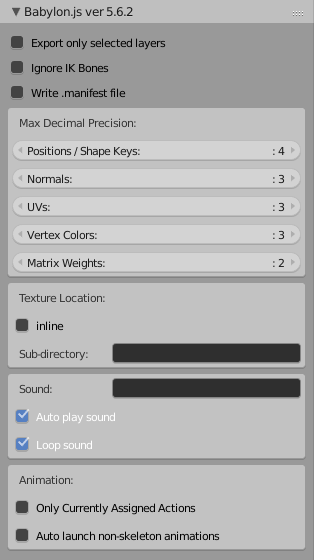 Babylon.js ver 5.6.2
Export only selected layers
Ignore IK Bones
Write .manifest file
Max Decimal Precision:
Positions / Shape Keys: : 4
Normals: : 3
UVs: : 3
Vertex Colors: : 3
Matrix Weights: : 2
Texture Location:
inline
Sub-directory:
Sound:
Auto play sound
Loop sound
Animation:
Only Currently Assigned Actions
Auto launch non-skeleton animations